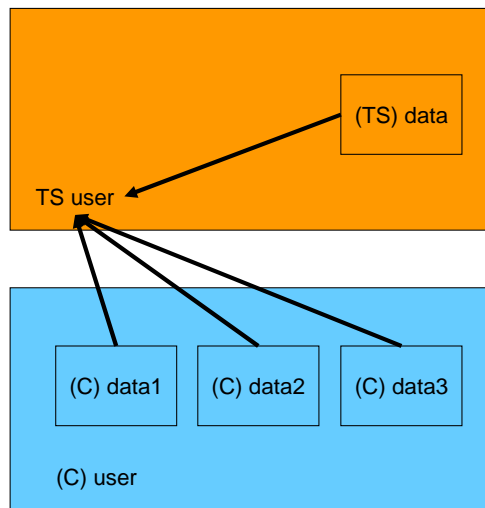 (TS) data
TS user
(C) data1
(C) data2
(C) data3
(C) user